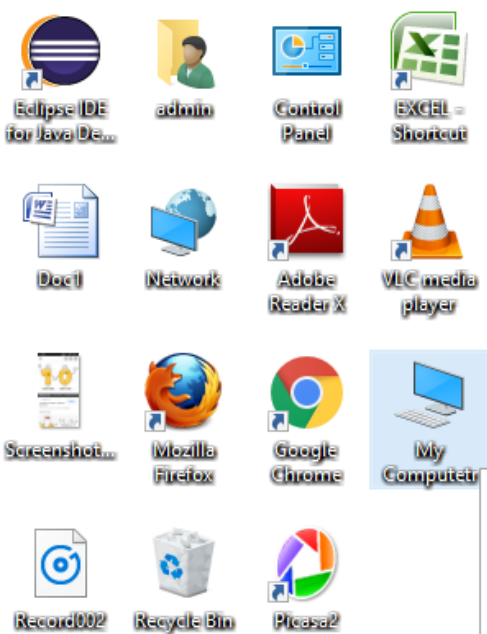 Eclipse IDE
for Java De...
admin
Control
Panel
EXCEL -
Shortcut
Doc1
Network
Adobe
Reader X
VLC media
player
Screenshot...
Mozilla
Firefox
Google
Chrome
My
Computetr
Record002
Recycle Bin
Picasa2